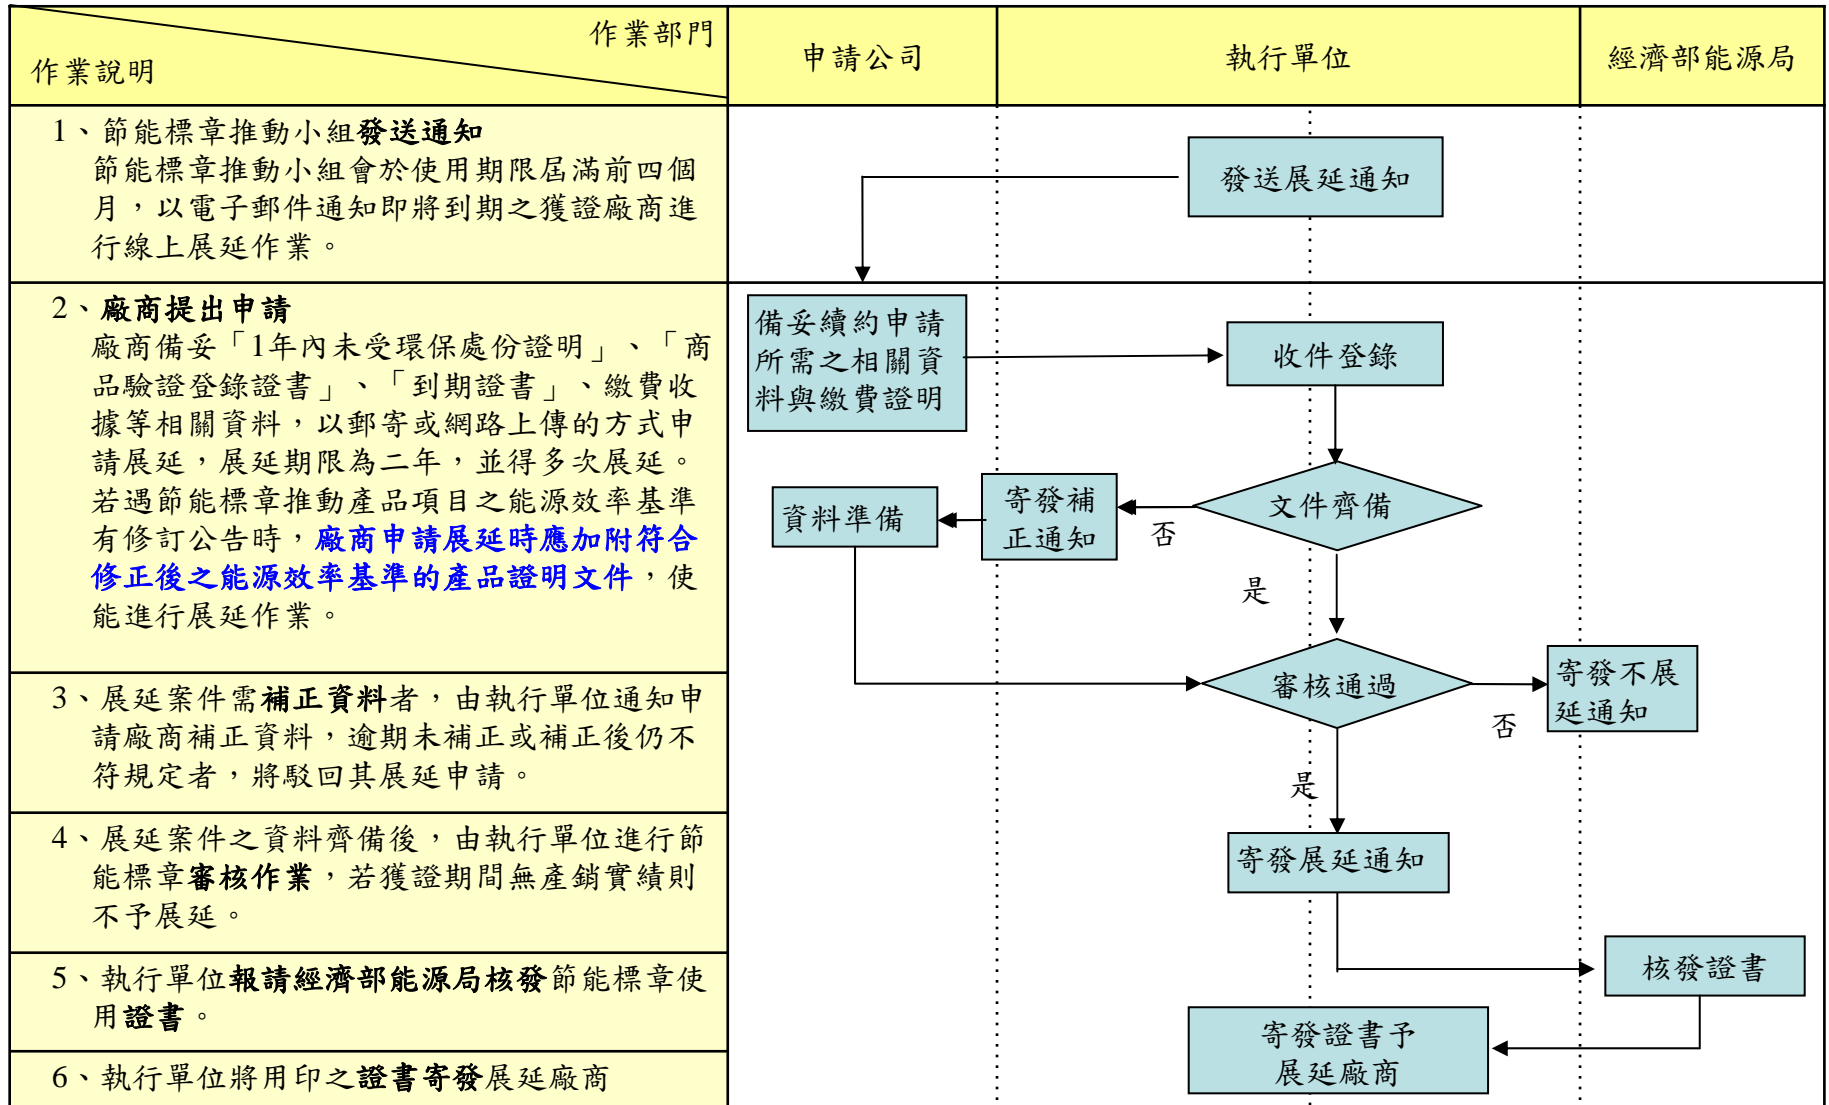 作業部門
作業說明
申請公司
執行單位
經濟部能源局
1、節能標章推動小組發送通知
節能標章推動小組會於使用期限屆滿前四個
月，以電子郵件通知即將到期之獲證廠商進
行線上展延作業。
發送展延通知
2、廠商提出申請
廠商備妥「1年內未受環保處份證明」、「商
品驗證登錄證書」、「到期證書」、繳費收
據等相關資料，以郵寄或網路上傳的方式申
請展延，展延期限為二年，並得多次展延。
若遇節能標章推動產品項目之能源效率基準
有修訂公告時，廠商申請展延時應加附符合
修正後之能源效率基準的產品證明文件，使
能進行展延作業。
備妥續約申請
所需之相關資
料與繳費證明
收件登錄
文件齊備
否
寄發補
正通知
資料準備
是
3、展延案件需補正資料者，由執行單位通知申
請廠商補正資料，逾期未補正或補正後仍不
符規定者，將駁回其展延申請。
審核通過
否
寄發不展
延通知
是
4、展延案件之資料齊備後，由執行單位進行節
能標章審核作業，若獲證期間無產銷實績則
不予展延。
寄發展延通知
5、執行單位報請經濟部能源局核發節能標章使
用證書。
核發證書
6、執行單位將用印之證書寄發展延廠商
寄發證書予
展延廠商